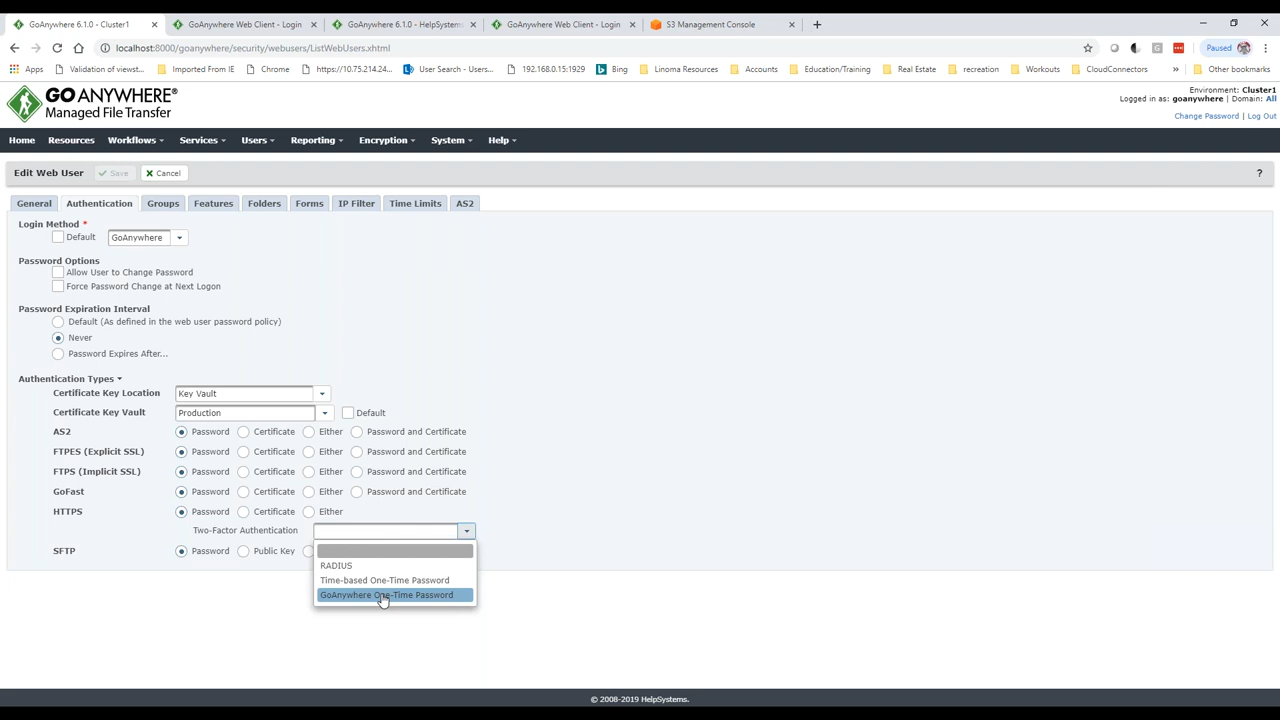 GoAnywhere 6.1.0 - Cluster1
GoAnywhere Web Client - Login
GoAnywhere 6.1.0 - HelpSystems
GoAnywhere Web Client - Login
S3 Management Console
localhost:8000/goanywhere/security/webusers/ListWebUsers.xhtml
Paused
Apps
Validation of viewst...
Imported From IE
Chrome
https://10.75.214.24...
User Search - Users...
192.168.0.15:1929
Bing
Linoma Resources
Accounts
Education/Training
Real Estate
recreation
Workouts
CloudConnectors
»
Other bookmarks
GO ANYWHERE®
Managed File Transfer
Environment: Cluster1
Logged in as: goanywhere | Domain: All
Change Password | Log Out
Home
Resources
Workflows
Services
Users
Reporting
Encryption
System
Help
Edit Web User
Save
Cancel
?
General
Authentication
Groups
Features
Folders
Forms
IP Filter
Time Limits
AS2
Login Method *
Default
GoAnywhere
Password Options
Allow User to Change Password
Force Password Change at Next Logon
Password Expiration Interval
Default (As defined in the web user password policy)
Never
Password Expires After...
Authentication Types
Certificate Key Location
Key Vault
Certificate Key Vault
Production
Default
AS2
Password
Certificate
Either
Password and Certificate
FTPES (Explicit SSL)
Password
Certificate
Either
Password and Certificate
FTPS (Implicit SSL)
Password
Certificate
Either
Password and Certificate
GoFast
Password
Certificate
Either
Password and Certificate
HTTPS
Password
Certificate
Either
Two-Factor Authentication
SFTP
Password
Public Key
RADIUS
Time-based One-Time Password
GoAnywhere One-Time Password
© 2008-2019 HelpSystems.